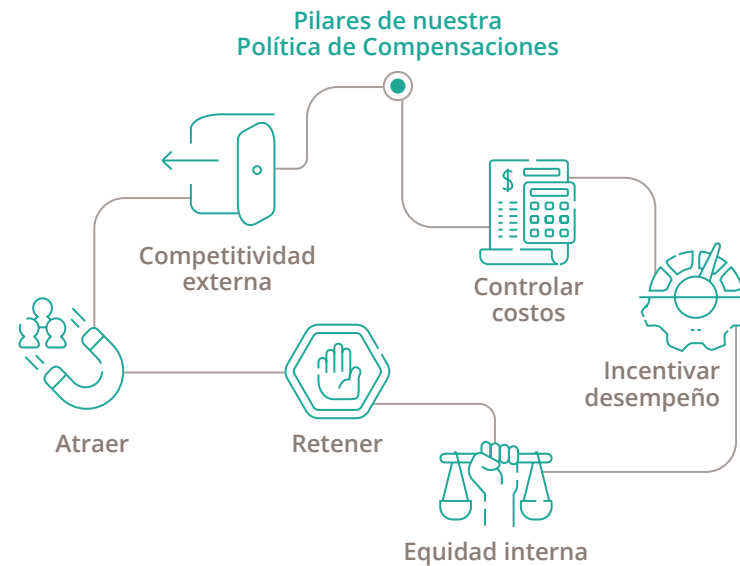 Pilares de nuestra
Política de Compensaciones
Competitividad
externa
Controlar
costos
Incentivar
desempeño
Atraer
Retener
Equidad interna
$